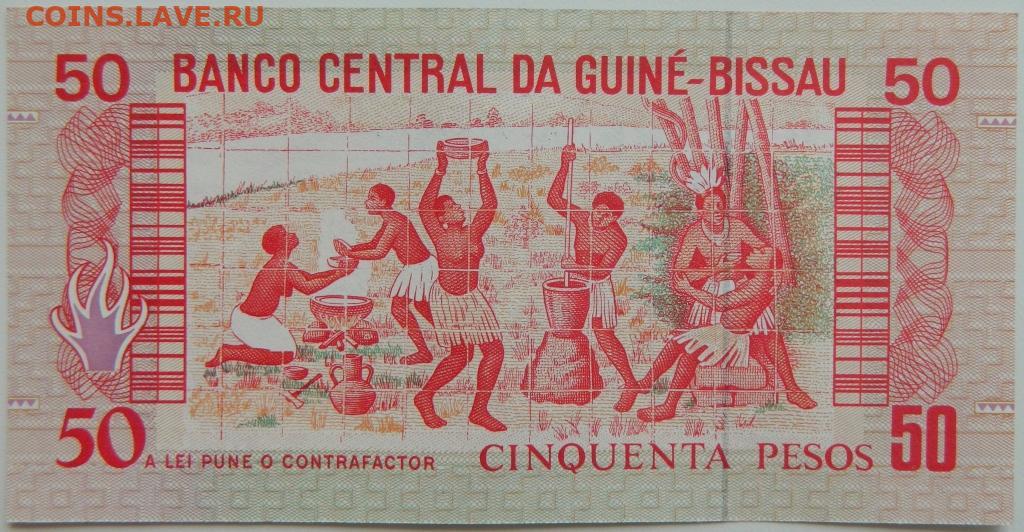 COINS.LAVE.RU
50 BANCO CENTRAL DA GUINÉ-BISSAU 50
50 A LEI PUNE O CONTRAFACTOR CINQUENTA PESOS 50